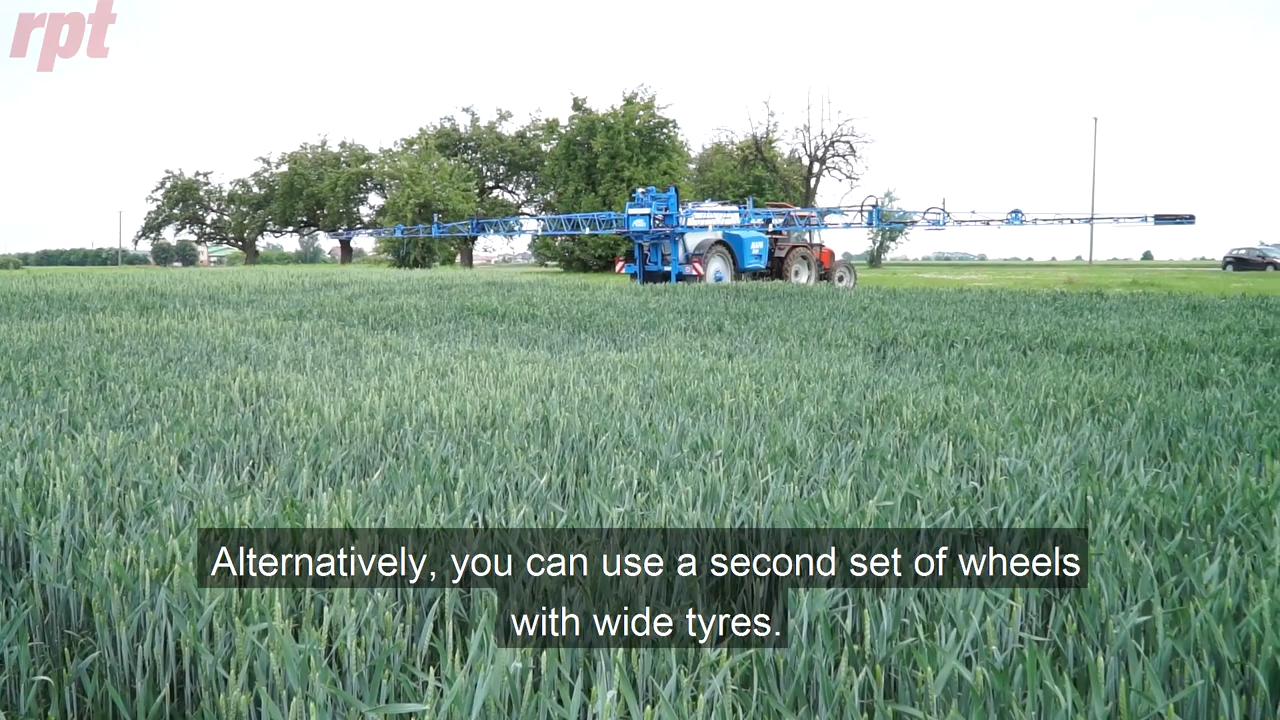 rpt
Alternatively, you can use a second set of wheels
with wide tyres.